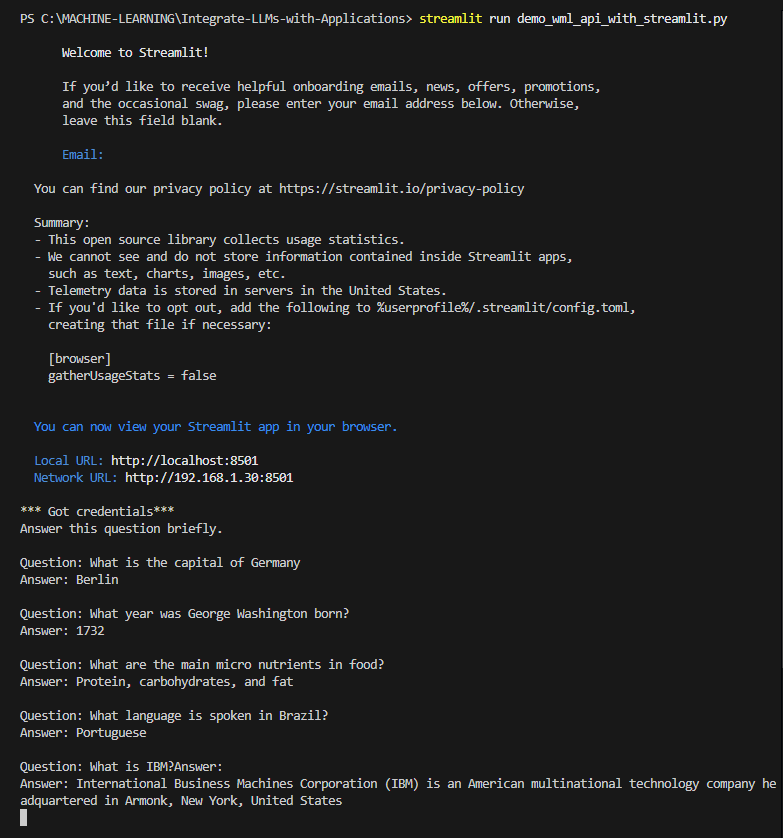 PS C:\MACHINE-LEARNING\Integrate-LLMs-with-Applications> streamlit run demo_wml_api_with_streamlit.py
Welcome to Streamlit!
If you’d like to receive helpful onboarding emails, news, offers, promotions,
and the occasional swag, please enter your email address below. Otherwise,
leave this field blank.
Email:
You can find our privacy policy at https://streamlit.io/privacy-policy
Summary:
- This open source library collects usage statistics.
- We cannot see and do not store information contained inside Streamlit apps,
such as text, charts, images, etc.
- Telemetry data is stored in servers in the United States.
- If you'd like to opt out, add the following to %userprofile%/.streamlit/config.toml,
creating that file if necessary:
[browser]
gatherUsageStats = false
You can now view your Streamlit app in your browser.
Local URL: http://localhost:8501
Network URL: http://192.168.1.30:8501
*** Got credentials***
Answer this question briefly.
Question: What is the capital of Germany
Answer: Berlin
Question: What year was George Washington born?
Answer: 1732
Question: What are the main micro nutrients in food?
Answer: Protein, carbohydrates, and fat
Question: What language is spoken in Brazil?
Answer: Portuguese
Question: What is IBM?Answer:
Answer: International Business Machines Corporation (IBM) is an American multinational technology company he
adquartered in Armonk, New York, United States